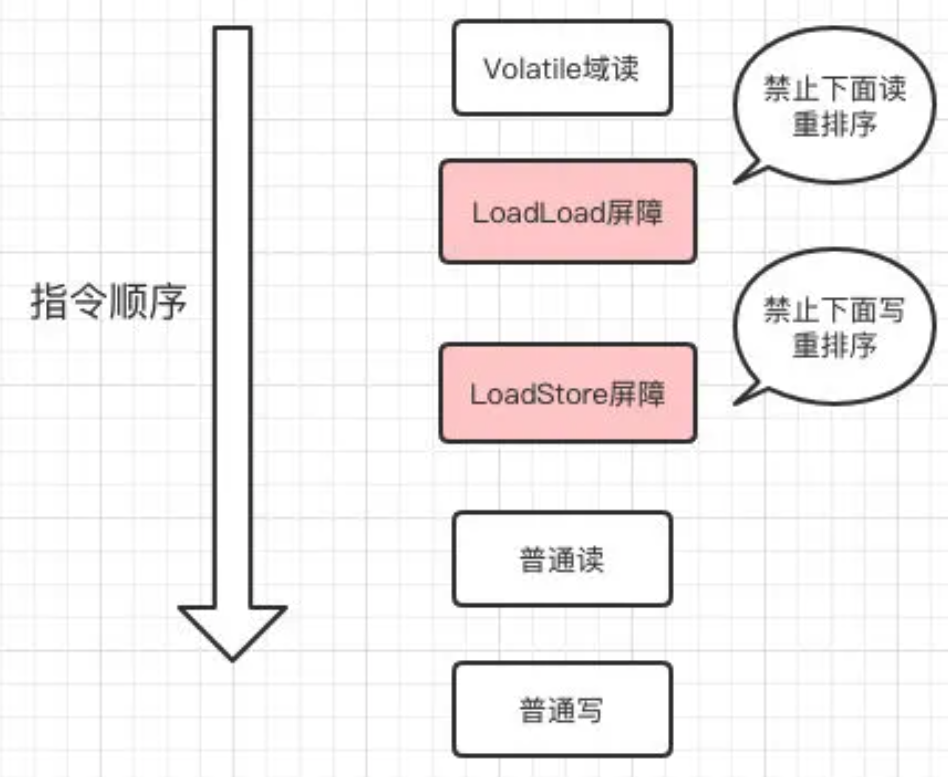 Volatile域读
禁止下面读
重排序
LoadLoad屏障
指令顺序
禁止下面写
重排序
LoadStore屏障
普通读
普通写